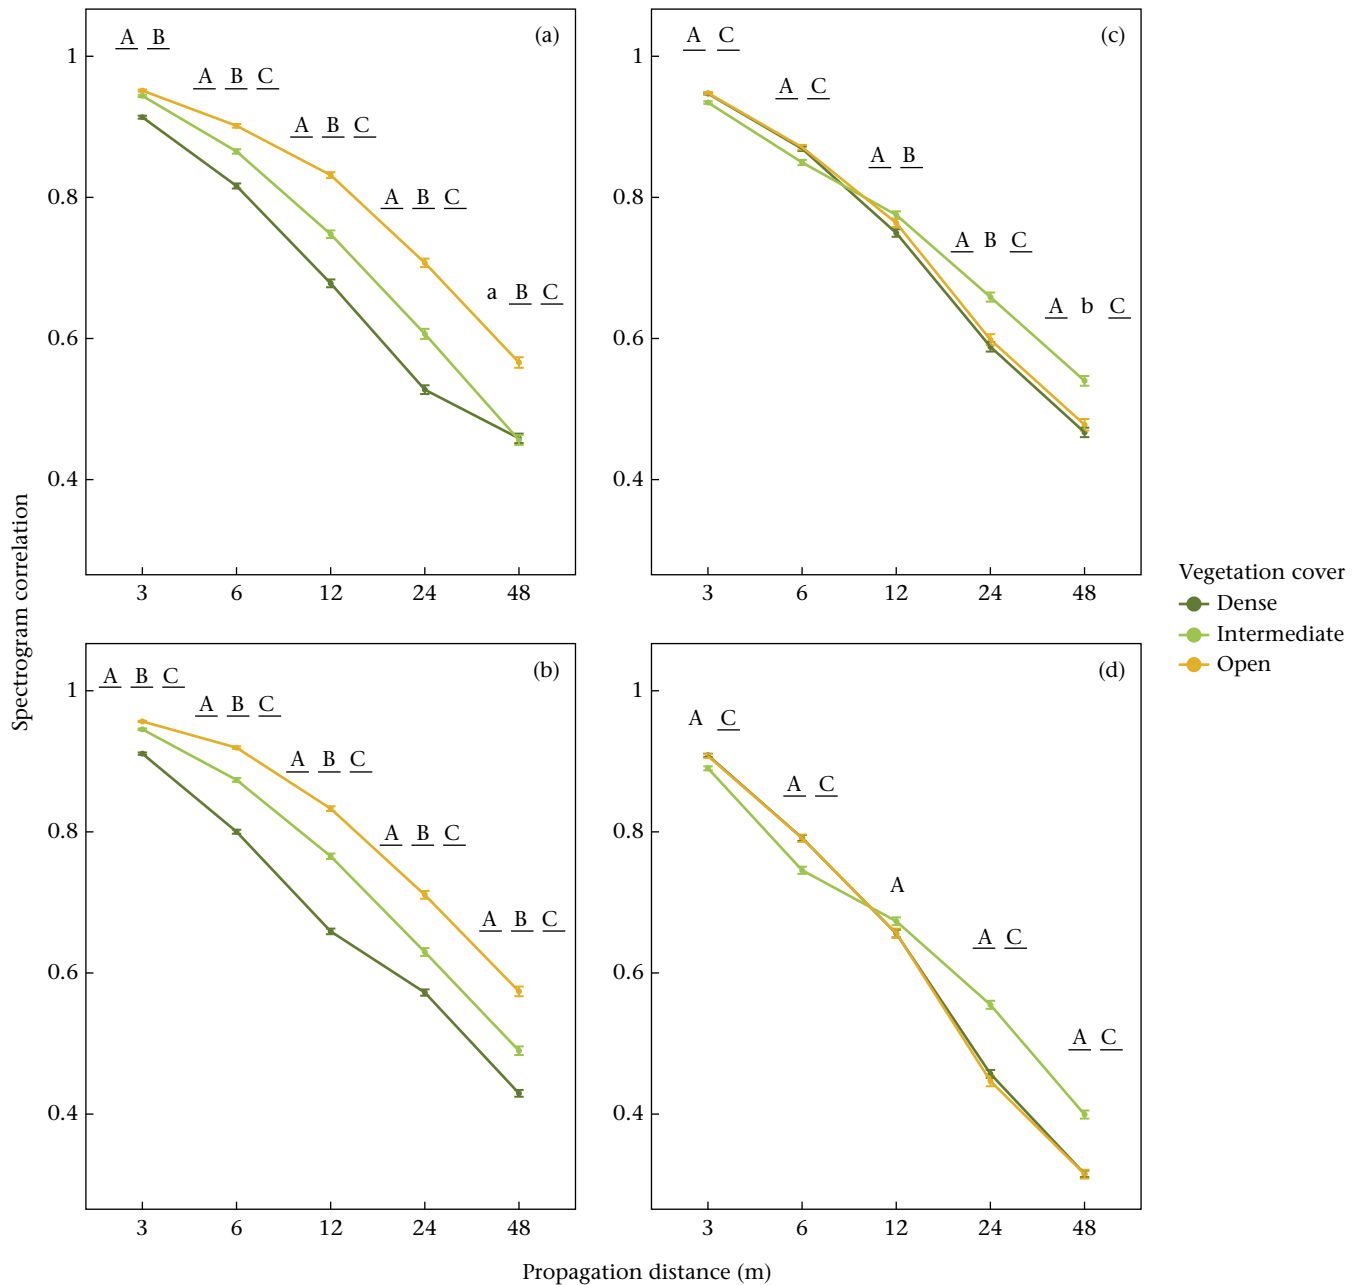 (a)
A B
A B C
A B C
A B C
a B C
1
0.8
0.6
0.4
3 6 12 24 48
(c)
A C
A C
A B
A B C
A b C
1
0.8
0.6
0.4
3 6 12 24 48
(b)
A B C
A B C
A B C
A B C
A B C
1
0.8
0.6
0.4
3 6 12 24 48
(d)
A C
A C
A
A C
A C
1
0.8
0.6
0.4
3 6 12 24 48
Spectrogram correlation
Propagation distance (m)
Vegetation cover
Dense
Intermediate
Open